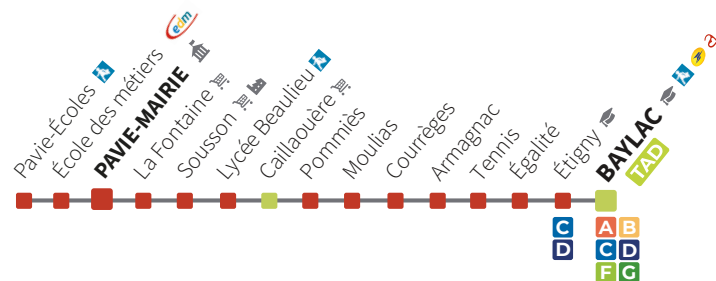 Pavie-Écoles
École des métiers
edm
PAVIE-MAIRIE
La Fontaine
Sousson
Lycée Beaulieu
Caillaouère
Pommiès
Moulias
Courrèges
Armagnac
Tennis
Égalité
Étigny
BAYLAC
TAD
C
D
A B
C D
F G